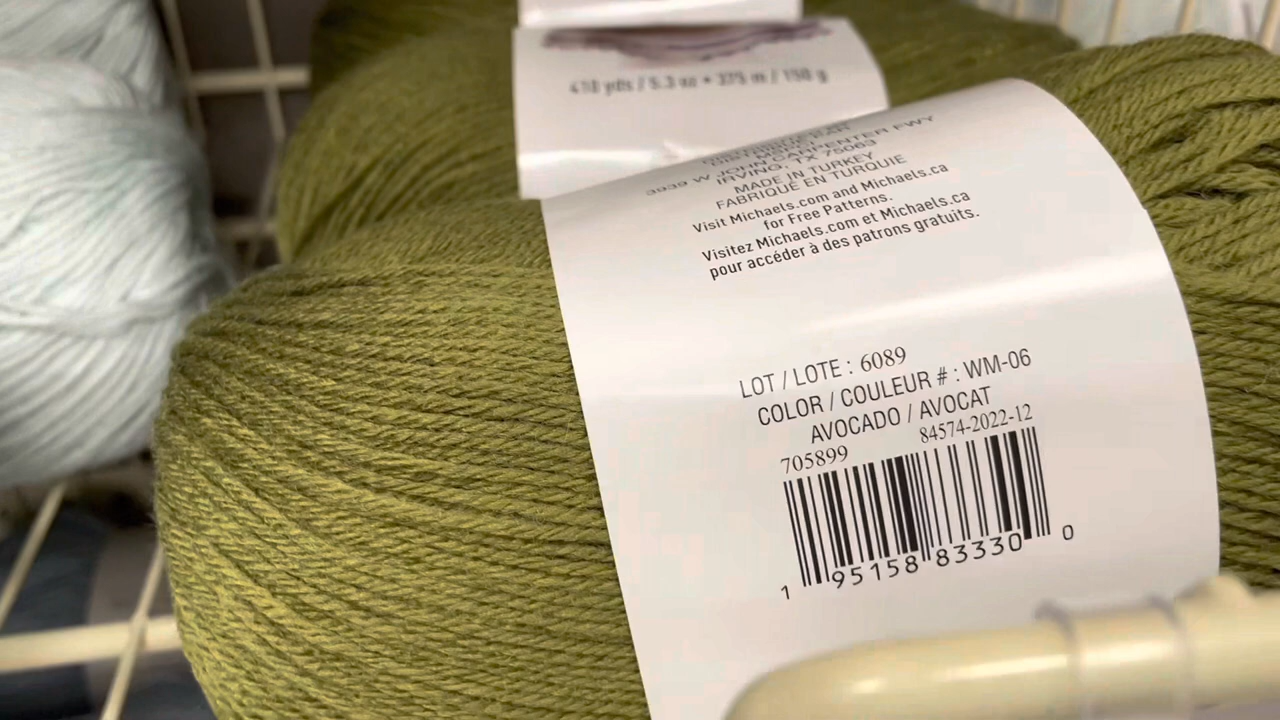 410 yds / 5.3 oz • 375 m / 150 g
3939 W JOHN CARPENTER FWY
IRVING, TX 75063
MADE IN TURKEY
FABRIQUÉ EN TURQUIE
Visit Michaels.com and Michaels.ca
for Free Patterns.
Visitez Michaels.com et Michaels.ca
pour accéder à des patrons gratuits.
LOT / LOTE : 6089
COLOR / COULEUR # : WM-06
AVOCADO / AVOCAT
705899 84574-2022-12
1 95158 83330 0